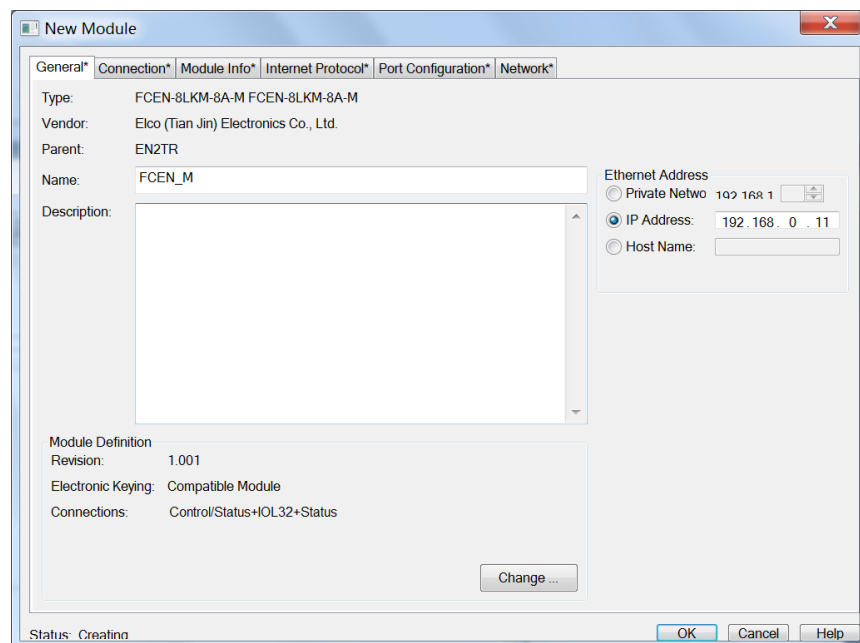 New Module
General* Connection* Module Info* Internet Protocol* Port Configuration* Network*
Type: FCEN-8LKM-8A-M FCEN-8LKM-8A-M
Vendor: Elco (Tian Jin) Electronics Co., Ltd.
Parent: EN2TR
Name: FCEN_M
Description:
Ethernet Address
Private Netwo 192.168.1
IP Address: 192 . 168 . 0 . 11
Host Name:
Module Definition
Revision: 1.001
Electronic Keying: Compatible Module
Connections: Control/Status+IOL32+Status
Change ...
Status: Creating
OK Cancel Help